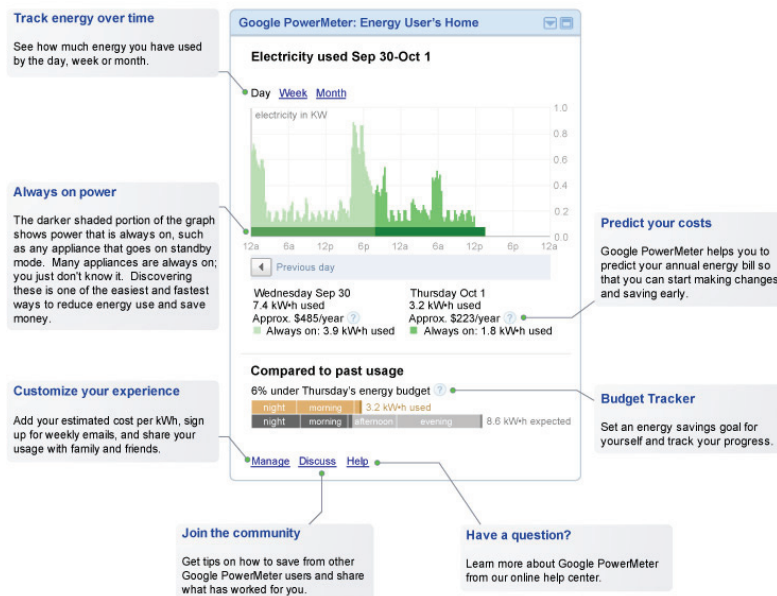 Track energy over time
See how much energy you have used
by the day, week or month.
Google PowerMeter: Energy User's Home
Electricity used Sep 30-Oct 1
Day Week Month
electricity in KW
1.0
0.8
0.6
0.4
0.2
0.0
12a 6a 12p 6p 12a 6a 12p 6p 12a
Previous day
Always on power
The darker shaded portion of the graph
shows power that is always on, such
as any appliance that goes on standby
mode. Many appliances are always on;
you just don't know it. Discovering
these is one of the easiest and fastest
ways to reduce energy use and save
money.
Wednesday Sep 30
7.4 kW•h used
Approx. $485/year ?
Always on: 3.9 kW•h used
Thursday Oct 1
3.2 kW•h used
Approx. $223/year ?
Always on: 1.8 kW•h used
Predict your costs
Google PowerMeter helps you to
predict your annual energy bill so
that you can start making changes
and saving early.
Compared to past usage
6% under Thursday's energy budget ?
night morning 3.2 kW•h used
night morning afternoon evening 8.6 kW•h expected
Customize your experience
Add your estimated cost per kWh, sign
up for weekly emails, and share your
usage with family and friends.
Budget Tracker
Set an energy savings goal for
yourself and track your progress.
Manage Discuss Help
Join the community
Get tips on how to save from other
Google PowerMeter users and share
what has worked for you.
Have a question?
Learn more about Google PowerMeter
from our online help center.